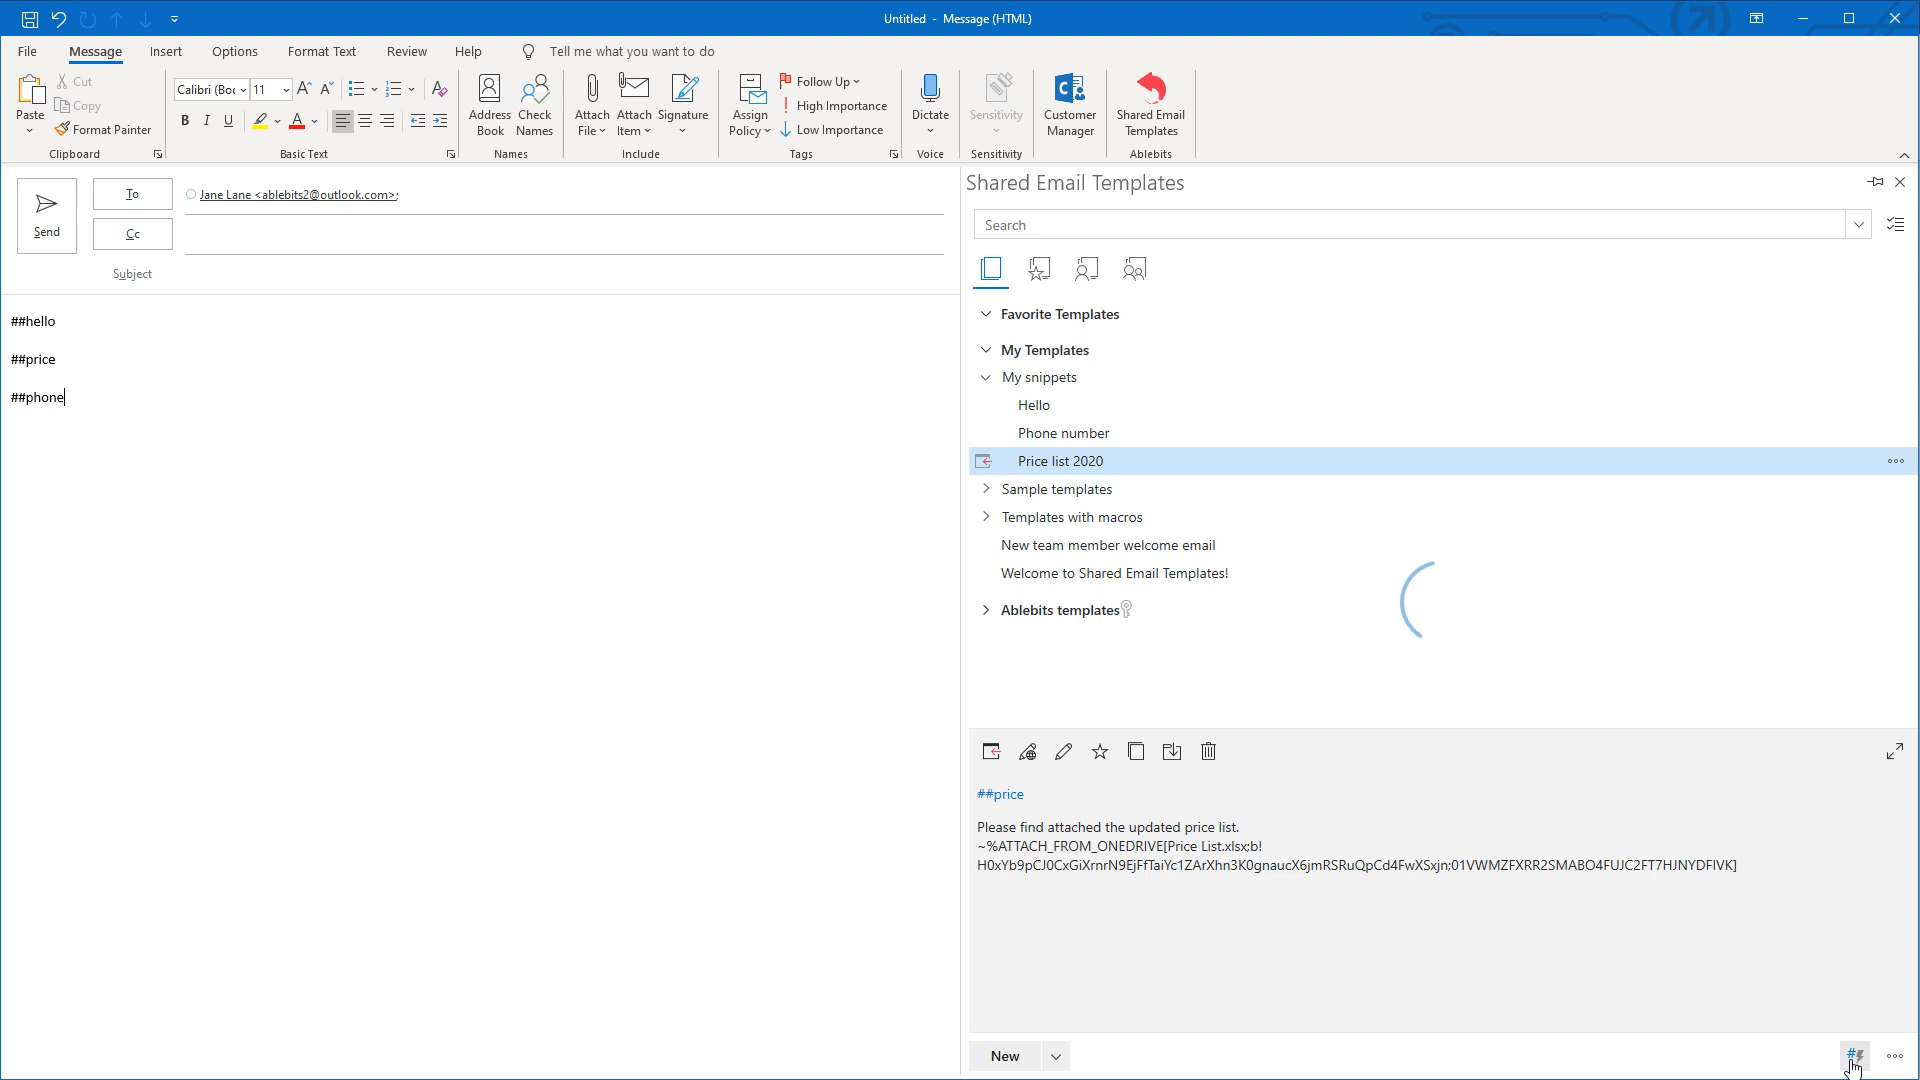 Untitled - Message (HTML)
File Message Insert Options Format Text Review Help Tell me what you want to do
Paste
Cut
Copy
Format Painter
Clipboard
Calibri (Boc 11
B I U
Basic Text
Address Book
Check Names
Names
Attach File
Attach Item
Signature
Include
Assign Policy
Follow Up
High Importance
Low Importance
Tags
Dictate
Voice
Sensitivity
Sensitivity
Customer Manager
Shared Email Templates
Ablebits
Send
To
Jane Lane <ablebits2@outlook.com>;
Cc
Subject
##hello
##price
##phone
Shared Email Templates
Search
Favorite Templates
My Templates
My snippets
Hello
Phone number
Price list 2020
Sample templates
Templates with macros
New team member welcome email
Welcome to Shared Email Templates!
Ablebits templates
##price
Please find attached the updated price list.
~%ATTACH_FROM_ONEDRIVE[Price List.xlsx;b!
H0xYb9pCJ0CxGiXrnrN9EjFfTaiYc1ZArXhn3K0gnaucX6jmRSRuQpCd4FwXSxjn;01VWMZFXRR2SMABO4FUJC2FT7HJNYDFIVK]
New